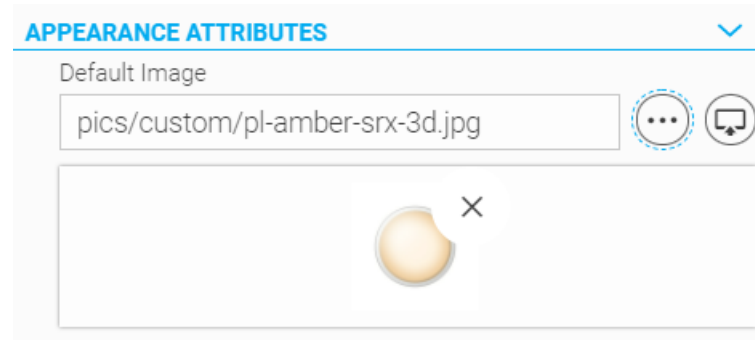 APPEARANCE ATTRIBUTES
Default Image
pics/custom/pl-amber-srx-3d.jpg